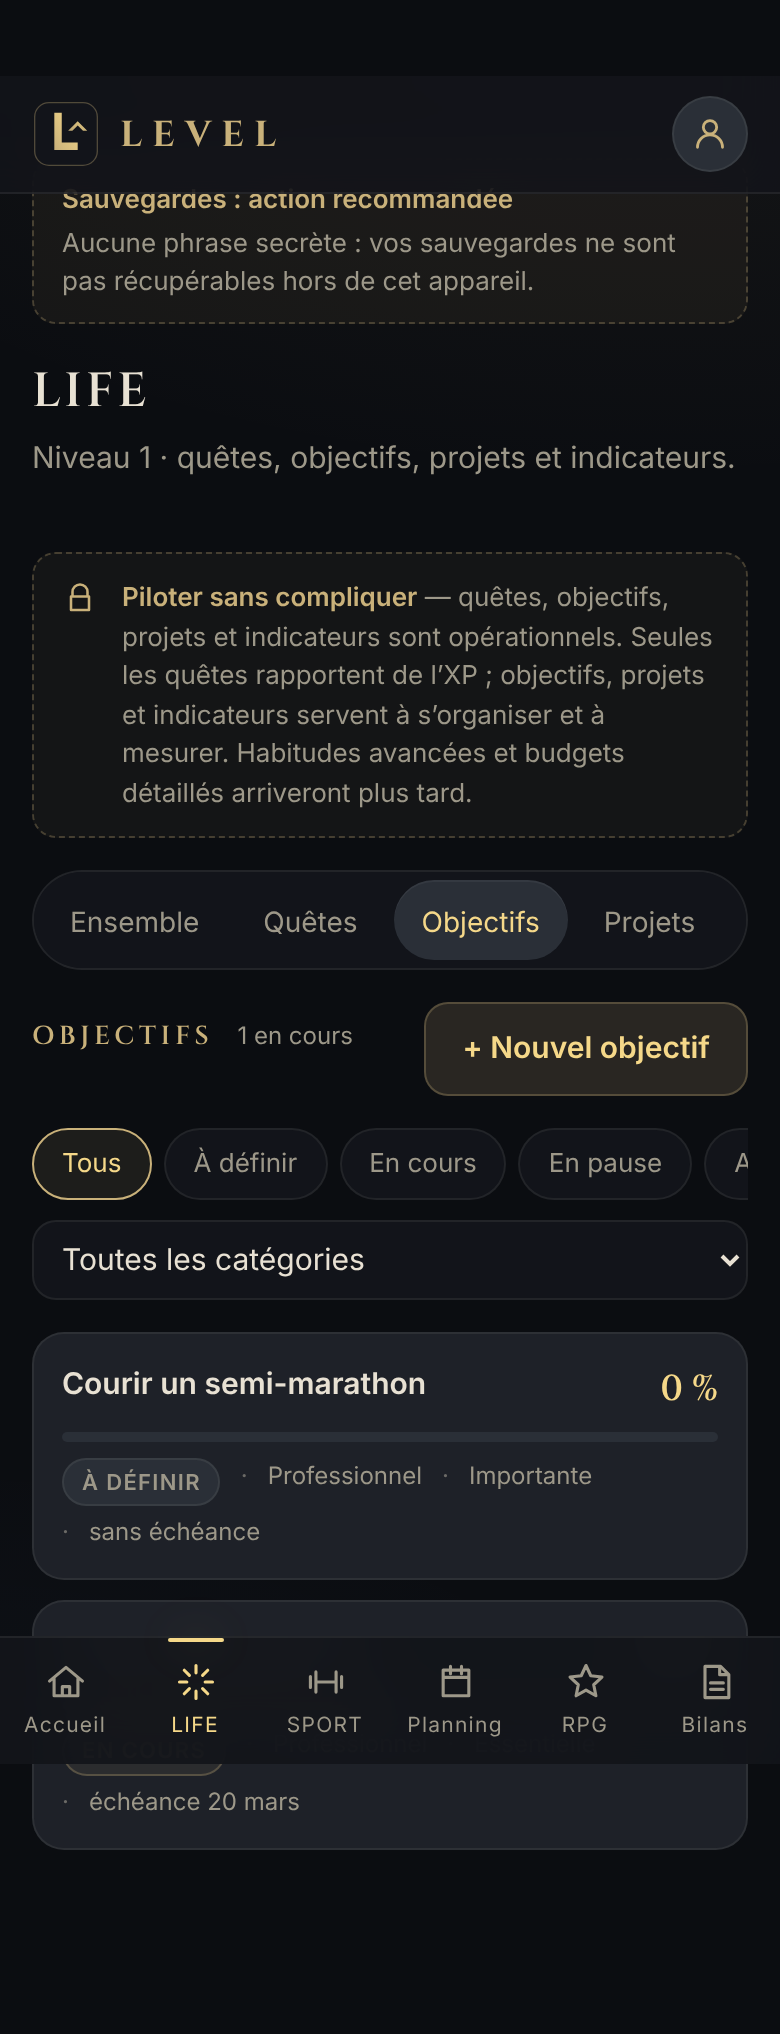 LEVEL
Sauvegardes : action recommandée
Aucune phrase secrète : vos sauvegardes ne sont
pas récupérables hors de cet appareil.
LIFE
Niveau 1 · quêtes, objectifs, projets et indicateurs.
Piloter sans compliquer — quêtes, objectifs,
projets et indicateurs sont opérationnels. Seules
les quêtes rapportent de l’XP ; objectifs, projets
et indicateurs servent à s’organiser et à
mesurer. Habitudes avancées et budgets
détaillés arriveront plus tard.
Ensemble Quêtes Objectifs Projets
OBJECTIFS 1 en cours + Nouvel objectif
Tous À définir En cours En pause
Toutes les catégories
Courir un semi-marathon 0 %
À DÉFINIR · Professionnel · Importante
· sans échéance
Accueil LIFE SPORT Planning RPG Bilans
EN COURS
· échéance 20 mars